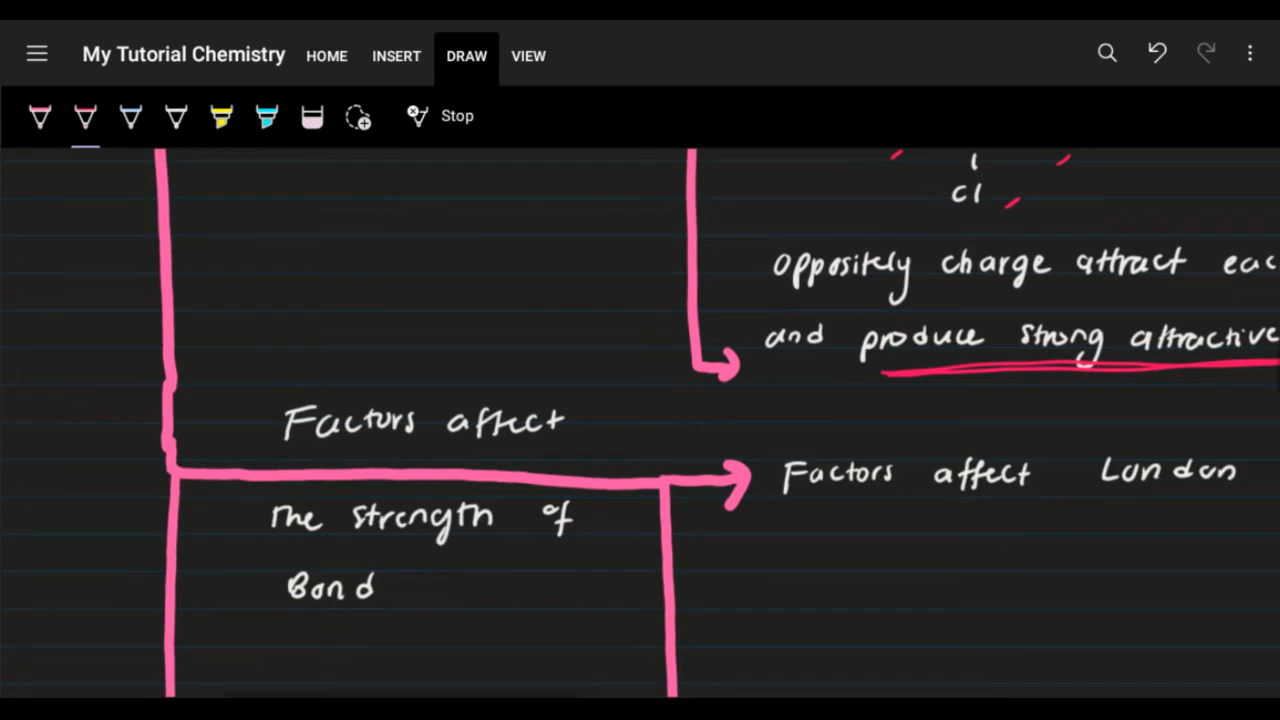 My Tutorial Chemistry HOME INSERT DRAW VIEW
Stop
Cl
oppositely charge attract eac
and produce strong attractive
Factors affect
Factors affect London
the strength of
Bond